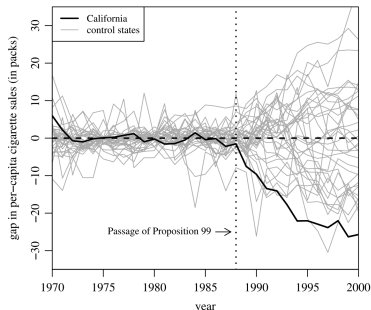 California
control states
gap in per−capita cigarette sales (in packs)
30
20
10
0
−10
−20
−30
Passage of Proposition 99
1970
1975
1980
1985
1990
1995
2000
year